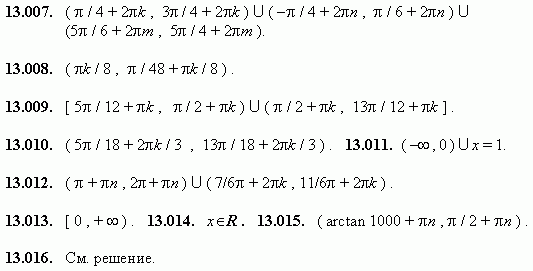 13.007. ( π / 4 + 2πk , 3π / 4 + 2πk ) ∪ ( –π / 4 + 2πn , π / 6 + 2πn ) ∪
(5π / 6 + 2πm , 5π / 4 + 2πm ).
13.008. ( πk / 8 , π / 48 + πk / 8 ) .
13.009. [ 5π / 12 + πk , π / 2 + πk ) ∪ ( π / 2 + πk , 13π / 12 + πk ] .
13.010. ( 5π / 18 + 2πk / 3 , 13π / 18 + 2πk / 3 ) . 13.011. ( –∞ , 0 ) ∪ x = 1.
13.012. ( π + πn , 2π + πn ) ∪ ( 7/6π + 2πk , 11/6π + 2πk ) .
13.013. [ 0 , + ∞ ) . 13.014. x∈R . 13.015. ( arctan 1000 + πn , π / 2 + πn ) .
13.016. См. решение.